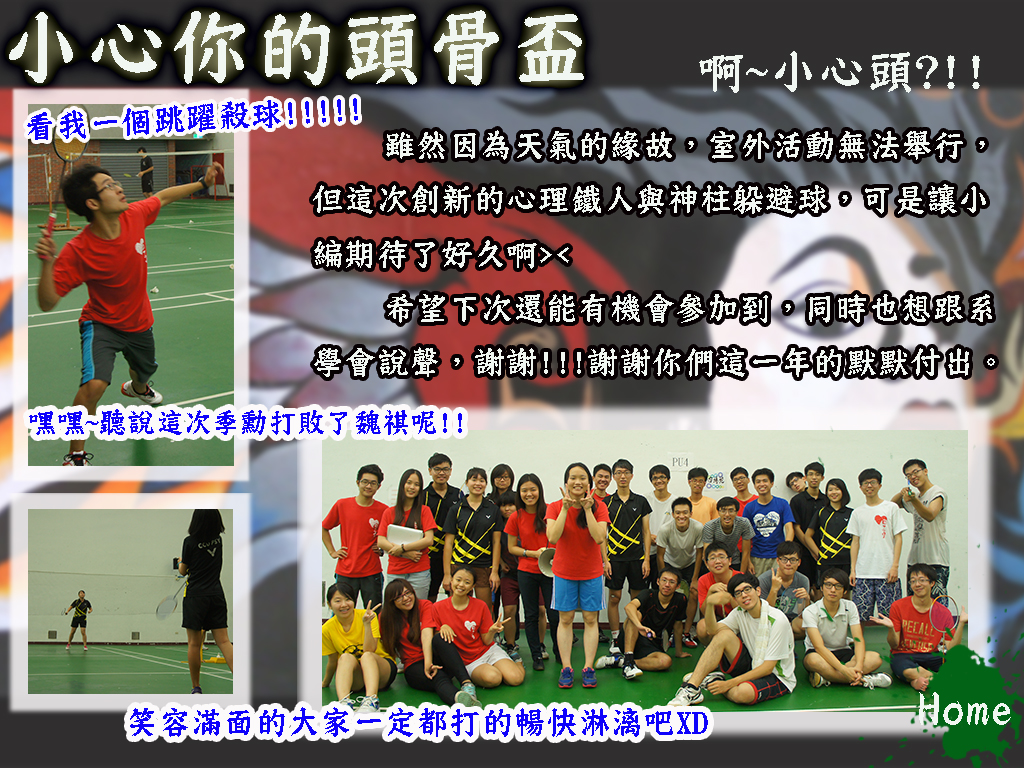 小心你的頭骨盃
啊~小心頭?!!
看我一個跳躍殺球!!!!!
雖然因為天氣的緣故，室外活動無法舉行，
但這次創新的心理鐵人與神柱躲避球，可是讓小
編期待了好久啊><
希望下次還能有機會參加到，同時也想跟系
學會說聲，謝謝!!!謝謝你們這一年的默默付出。
嘿嘿~聽說這次季勳打敗了魏祺呢!!
PU4
笑容滿面的大家一定都打的暢快淋漓吧XD
Home